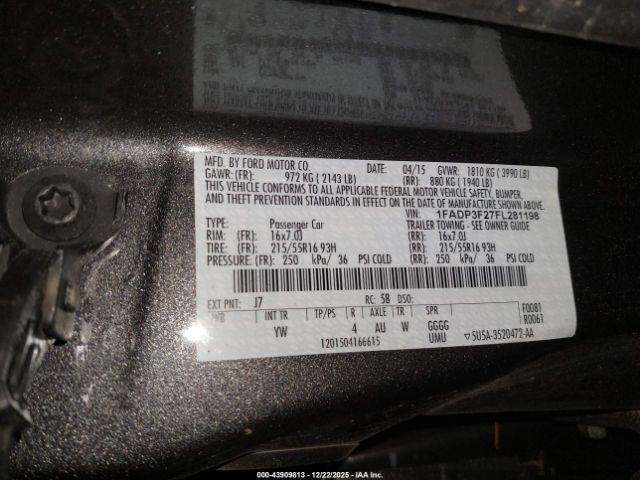 MFD. BY FORD MOTOR CO. DATE: 04/15 GVWR: 1810 KG ( 3990 LB)
GAWR: (FR): 972 KG ( 2143 LB) (RR): 880 KG ( 1940 LB)
THIS VEHICLE CONFORMS TO ALL APPLICABLE FEDERAL MOTOR VEHICLE SAFETY, BUMPER,
AND THEFT PREVENTION STANDARDS IN EFFECT ON THE DATE OF MANUFACTURE SHOWN ABOVE.
VIN: 1FADP3F27FL281198
TYPE: Passenger Car TRAILER TOWING - SEE OWNER GUIDE
RIM: (FR): 16x7.0J (RR): 16x7.0J
TIRE: (FR): 215/55R16 93H (RR): 215/55R16 93H
PRESSURE: (FR): 250 kPa/ 36 PSI COLD (RR): 250 kPa/ 36 PSI COLD
EXT PNT: J7 RC: 58 DSO: F0081
INT TR TP/PS R AXLE TR SPR R0061
YW 4 AU W GGGG
UMU
1201504166615 ▽ 5U5A-3520472-AA
00-43909813 - 12/22/2025 - IAA Inc.